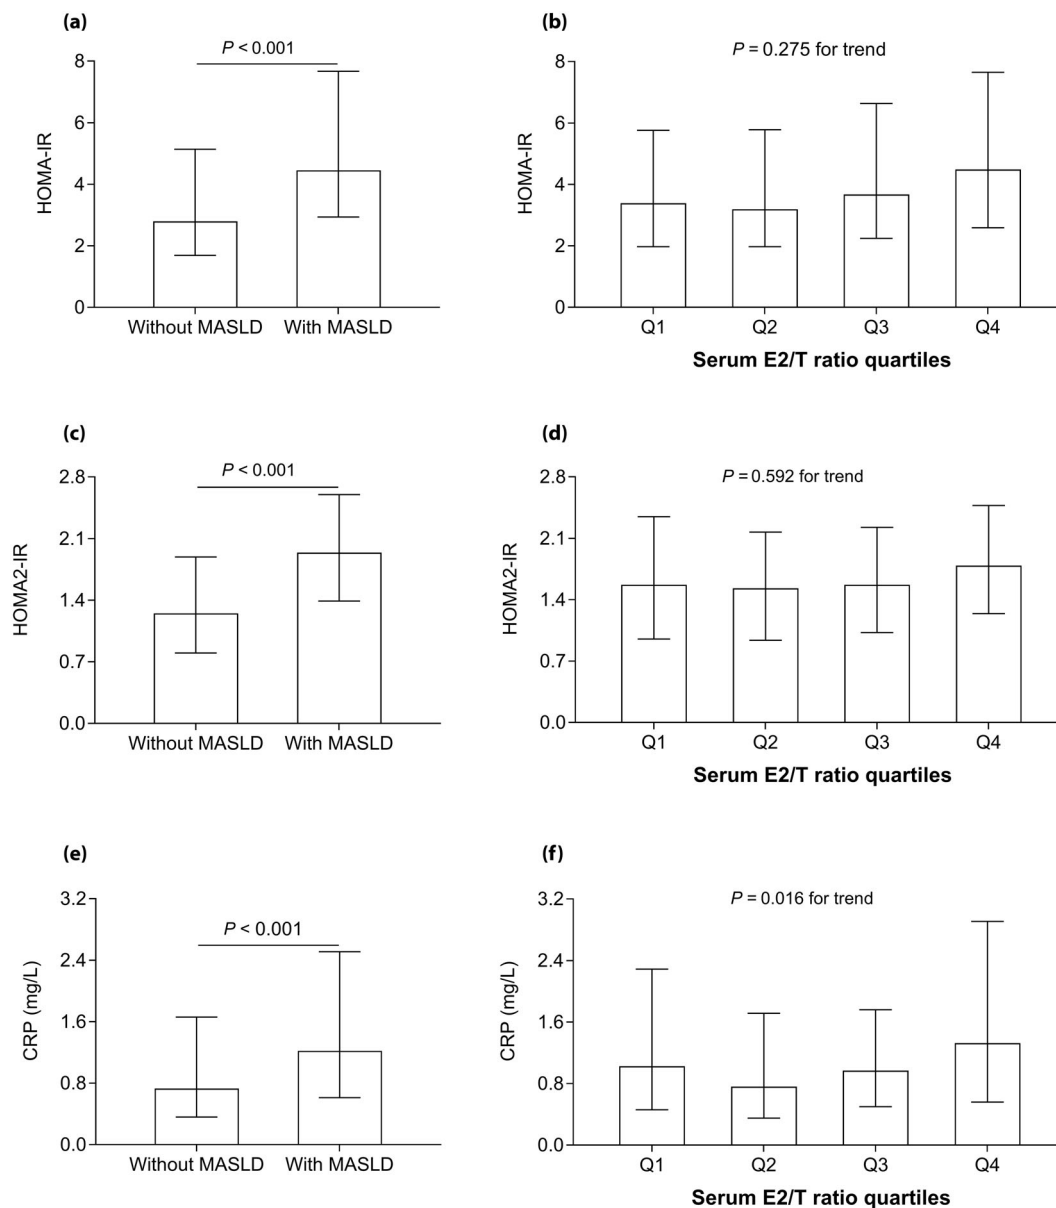 (a)
P < 0.001
8
6
4
2
0
HOMA-IR
Without MASLD With MASLD
(b)
P = 0.275 for trend
8
6
4
2
0
HOMA-IR
Q1 Q2 Q3 Q4
Serum E2/T ratio quartiles
(c)
P < 0.001
2.8
2.1
1.4
0.7
0.0
HOMA2-IR
Without MASLD With MASLD
(d)
P = 0.592 for trend
2.8
2.1
1.4
0.7
0.0
HOMA2-IR
Q1 Q2 Q3 Q4
Serum E2/T ratio quartiles
(e)
P < 0.001
3.2
2.4
1.6
0.8
0.0
CRP (mg/L)
Without MASLD With MASLD
(f)
P = 0.016 for trend
3.2
2.4
1.6
0.8
0.0
CRP (mg/L)
Q1 Q2 Q3 Q4
Serum E2/T ratio quartiles